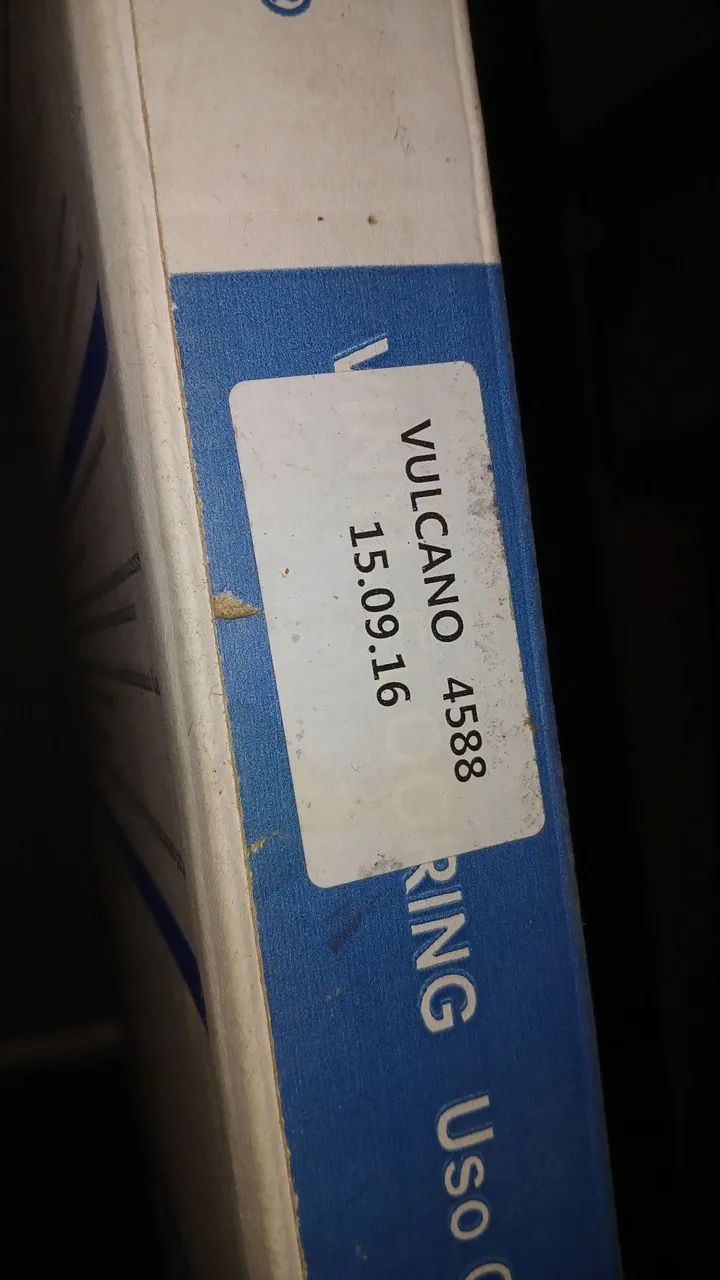 VULCANO 4588
15.09.16
RING Uso